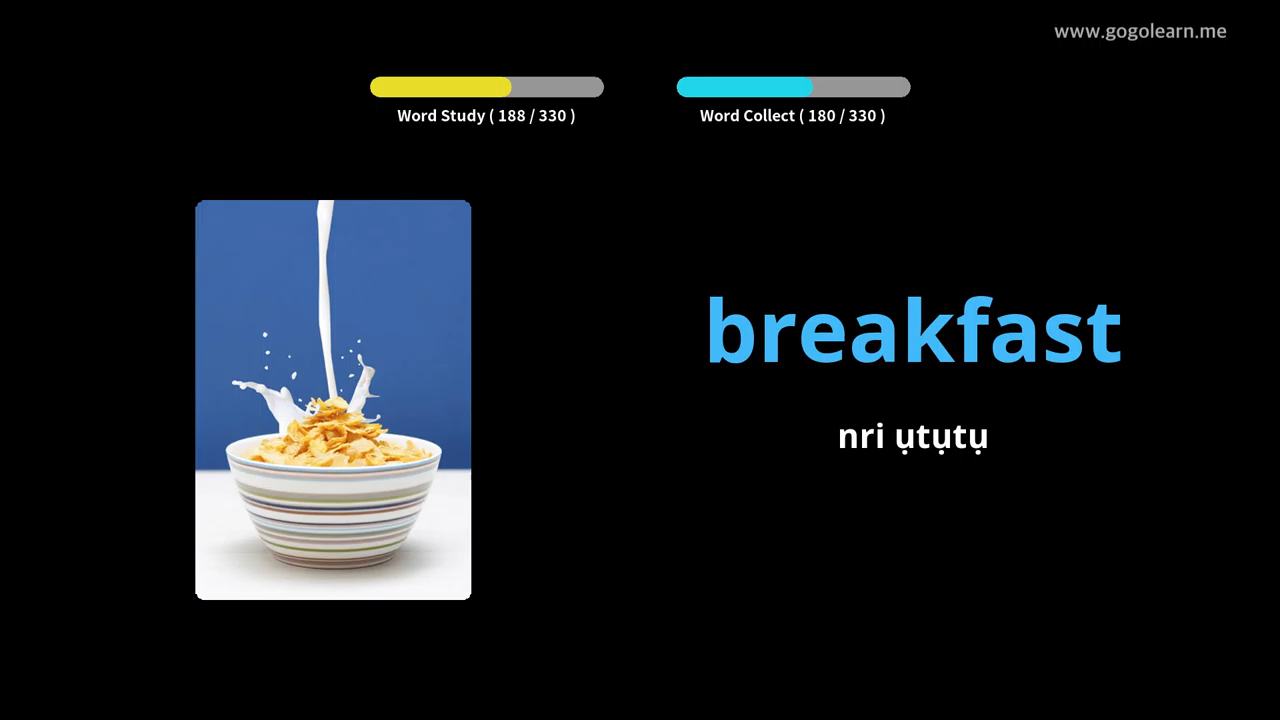 www.gogolearn.me
Word Study ( 188 / 330 )
Word Collect ( 180 / 330 )
breakfast
nri ụtụtụ